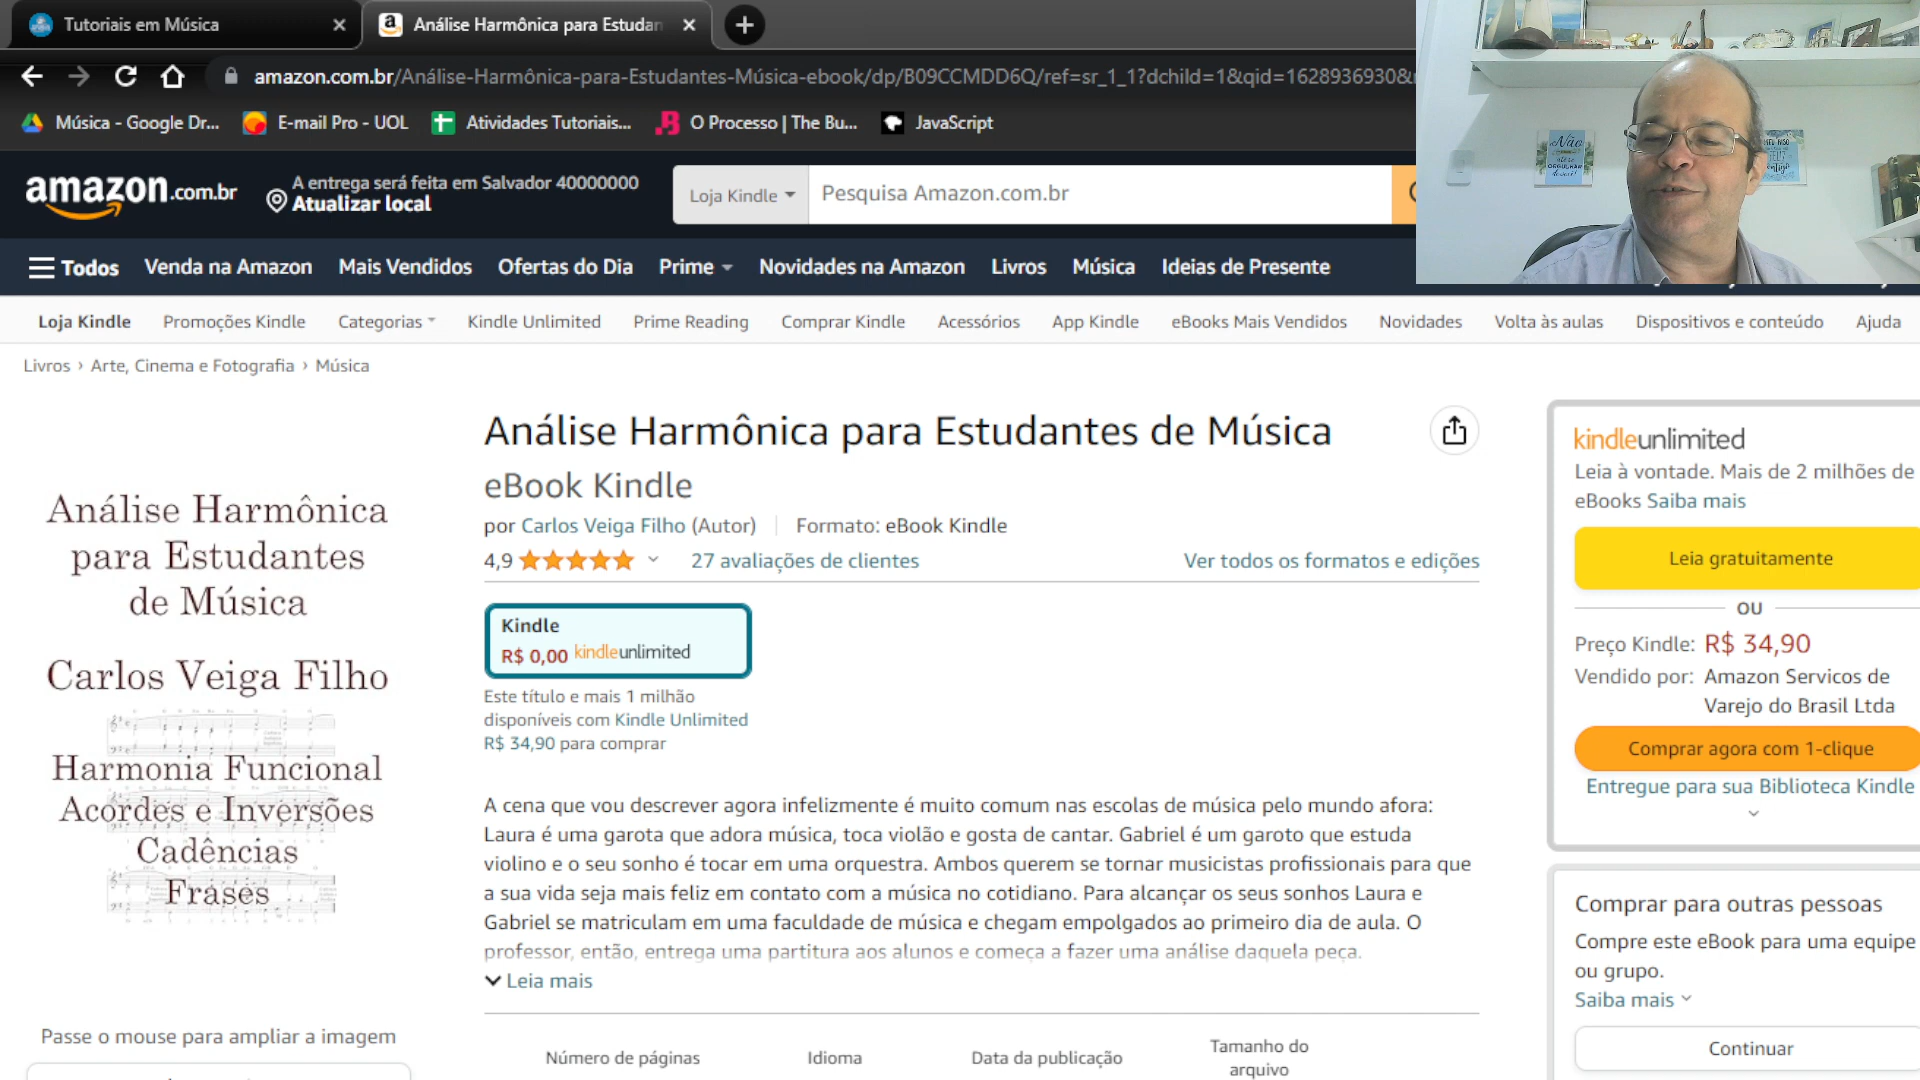 Tutoriais em Música
Análise Harmônica para Estudan
amazon.com.br/Análise-Harmônica-para-Estudantes-Música-ebook/dp/B09CCMDD6Q/ref=sr_1_1?dchild=1&qid=1628936930&
Música - Google Dr...
E-mail Pro - UOL
Atividades Tutoriais...
O Processo | The Bu...
JavaScript
Não
amazon.com.br
A entrega será feita em Salvador 40000000
Atualizar local
Loja Kindle
Pesquisa Amazon.com.br
Todos
Venda na Amazon
Mais Vendidos
Ofertas do Dia
Prime
Novidades na Amazon
Livros
Música
Ideias de Presente
Loja Kindle
Promoções Kindle
Categorias
Kindle Unlimited
Prime Reading
Comprar Kindle
Acessórios
App Kindle
eBooks Mais Vendidos
Novidades
Volta às aulas
Dispositivos e conteúdo
Ajuda
Livros › Arte, Cinema e Fotografia › Música
Análise Harmônica
para Estudantes
de Música
Carlos Veiga Filho
Harmonia Funcional
Acordes e Inversões
Cadências
Frases
Passe o mouse para ampliar a imagem
Análise Harmônica para Estudantes de Música
eBook Kindle
por Carlos Veiga Filho (Autor) Formato: eBook Kindle
4,9 27 avaliações de clientes
Ver todos os formatos e edições
Kindle
R$ 0,00 kindleunlimited
Este título e mais 1 milhão
disponíveis com Kindle Unlimited
R$ 34,90 para comprar
A cena que vou descrever agora infelizmente é muito comum nas escolas de música pelo mundo afora:
Laura é uma garota que adora música, toca violão e gosta de cantar. Gabriel é um garoto que estuda
violino e o seu sonho é tocar em uma orquestra. Ambos querem se tornar musicistas profissionais para que
a sua vida seja mais feliz em contato com a música no cotidiano. Para alcançar os seus sonhos Laura e
Gabriel se matriculam em uma faculdade de música e chegam empolgados ao primeiro dia de aula. O
professor, então, entrega uma partitura aos alunos e começa a fazer uma análise daquela peça.
Leia mais
Número de páginas
Idioma
Data da publicação
Tamanho do
arquivo
kindleunlimited
Leia à vontade. Mais de 2 milhões de
eBooks Saiba mais
Leia gratuitamente
OU
Preço Kindle: R$ 34,90
Vendido por: Amazon Servicos de
Varejo do Brasil Ltda
Comprar agora com 1-clique
Entregue para sua Biblioteca Kindle
Comprar para outras pessoas
Compre este eBook para uma equipe
ou grupo.
Saiba mais
Continuar